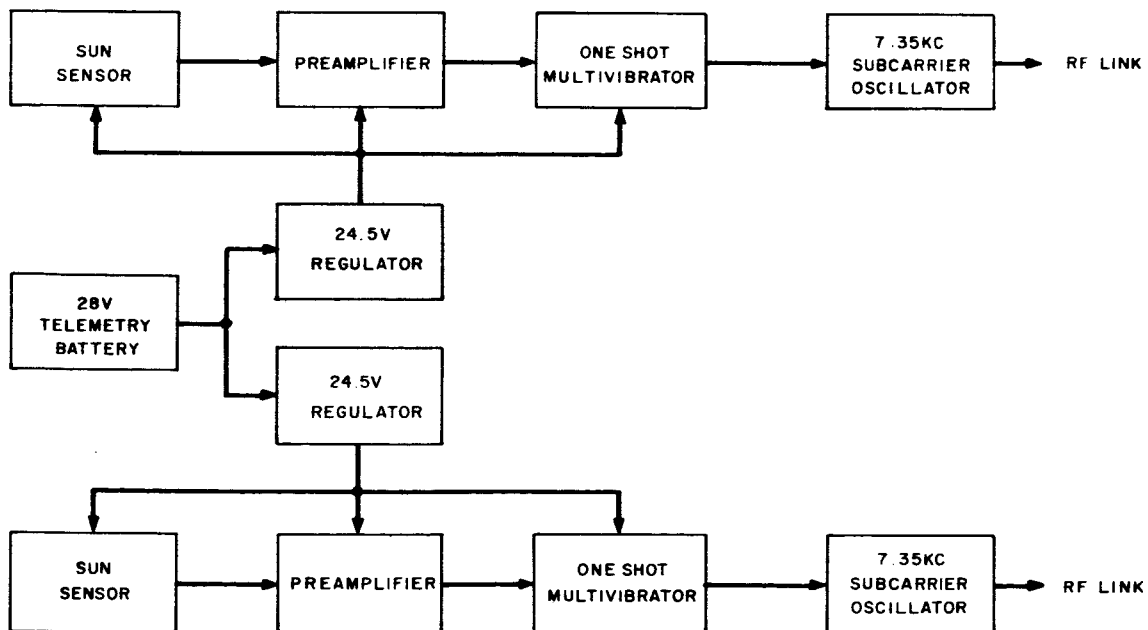 SUN
SENSOR
PREAMPLIFIER
ONE SHOT
MULTIVIBRATOR
7.35KC
SUBCARRIER
OSCILLATOR
RF LINK
24.5V
REGULATOR
28V
TELEMETRY
BATTERY
24.5V
REGULATOR
SUN
SENSOR
PREAMPLIFIER
ONE SHOT
MULTIVIBRATOR
7.35KC
SUBCARRIER
OSCILLATOR
RF LINK